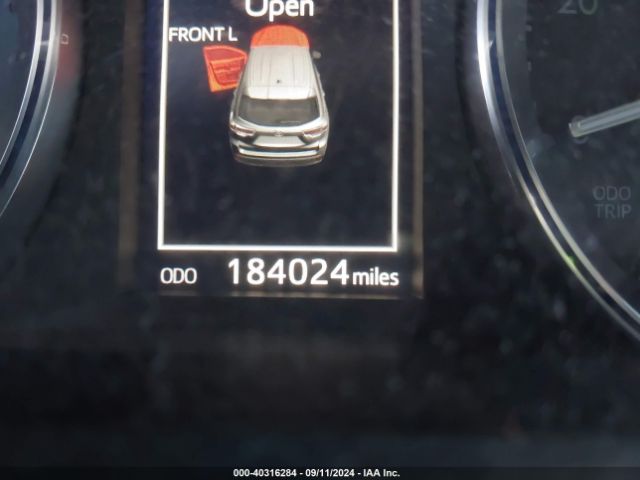 Open
FRONT L
20
ODO
TRIP
ODO 184024 miles
000-40316284 - 09/11/2024 - IAA Inc.